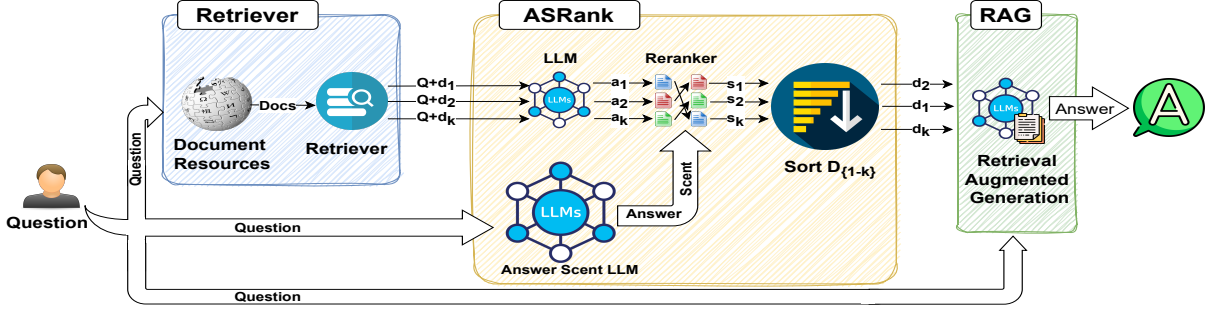 Retriever
ASRank
RAG
Docs
Document
Resources
Retriever
Q+d1
Q+d2
Q+dk
LLM
LLMs
a1
a2
ak
Reranker
s1
s2
sk
Sort D{1-k}
d2
d1
dk
LLMs
Retrieval
Augmented
Generation
Answer
A
Question
Question
Question
LLMs
Answer Scent LLM
Answer
Scent
Question